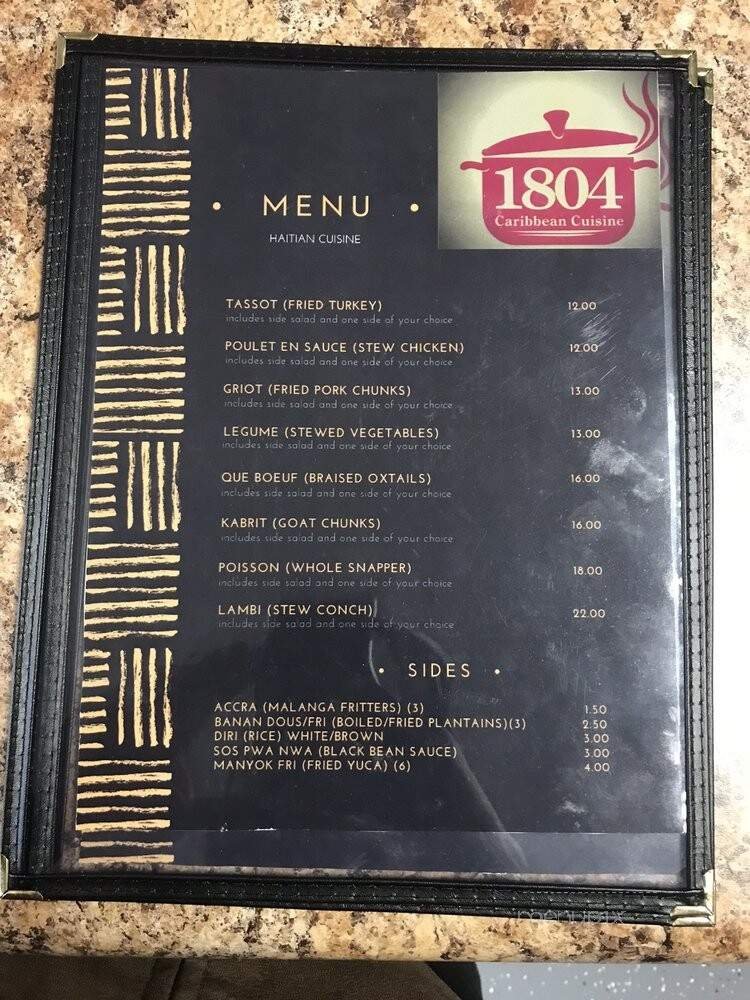 1804
Caribbean Cuisine
• MENU •
HAITIAN CUISINE
TASSOT (FRIED TURKEY) 12.00
includes side salad and one side of your choice
POULET EN SAUCE (STEW CHICKEN) 12.00
includes side salad and one side of your choice
GRIOT (FRIED PORK CHUNKS) 13.00
includes side salad and one side of your choice
LEGUME (STEWED VEGETABLES) 13.00
includes side salad and one side of your choice
QUE BOEUF (BRAISED OXTAILS) 16.00
includes side salad and one side of your choice
KABRIT (GOAT CHUNKS) 16.00
includes side salad and one side of your choice
POISSON (WHOLE SNAPPER) 18.00
includes side salad and one side of your choice
LAMBI (STEW CONCH) 22.00
includes side salad and one side of your choice
• SIDES •
ACCRA (MALANGA FRITTERS) (3) 1.50
BANAN DOUS/FRI (BOILED/FRIED PLANTAINS)(3) 2.50
DIRI (RICE) WHITE/BROWN 3.00
SOS PWA NWA (BLACK BEAN SAUCE) 3.00
MANYOK FRI (FRIED YUCA) (6) 4.00